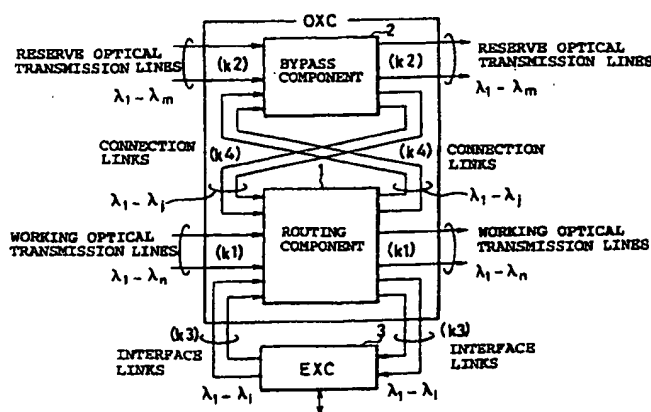 OXC
2
RESERVE OPTICAL
TRANSMISSION LINES
(k2)
BYPASS
COMPONENT
(k2)
RESERVE OPTICAL
TRANSMISSION LINES
λ1 - λm
λ1 - λm
CONNECTION
LINKS
(k4)
(k4)
CONNECTION
LINKS
λ1 - λj
1
λ1 - λj
WORKING OPTICAL
TRANSMISSION LINES
(k1)
ROUTING
COMPONENT
(k1)
WORKING OPTICAL
TRANSMISSION LINES
λ1 - λn
λ1 - λn
(k3)
(k3)
INTERFACE
LINKS
3
EXC
INTERFACE
LINKS
λ1 - λi
λ1 - λi